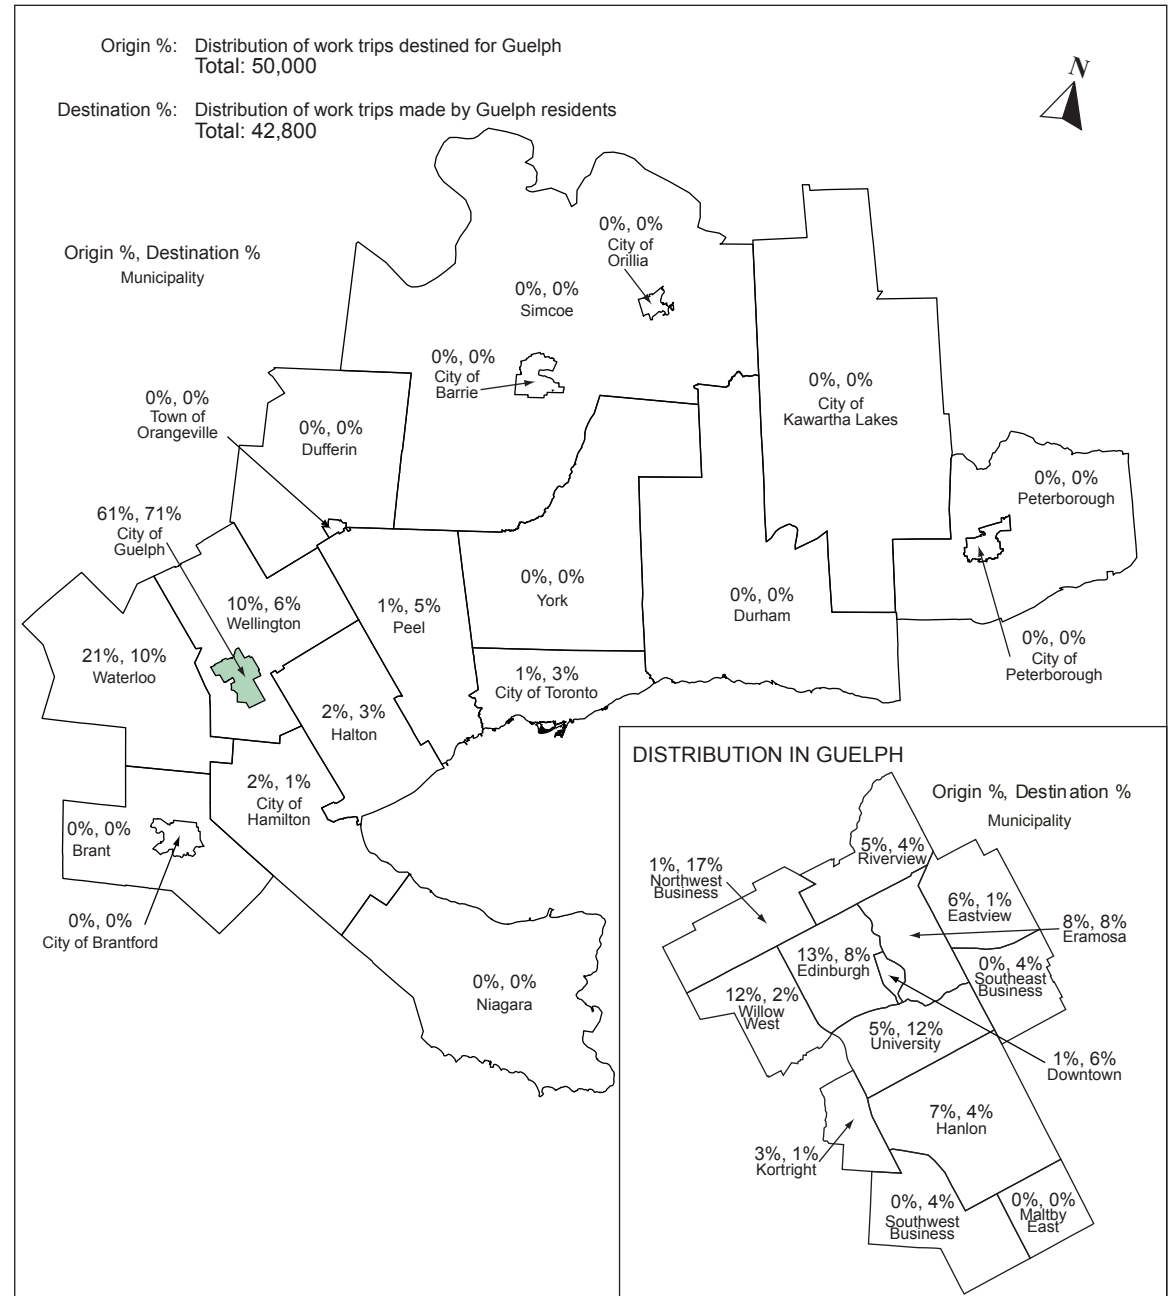 Origin %: Distribution of work trips destined for Guelph
Total: 50,000
Destination %: Distribution of work trips made by Guelph residents
Total: 42,800
N
Origin %, Destination %
Municipality
0%, 0%
City of
Orillia
0%, 0%
Simcoe
0%, 0%
City of
Barrie
0%, 0%
City of
Kawartha Lakes
0%, 0%
Town of
Orangeville
0%, 0%
Dufferin
0%, 0%
Peterborough
61%, 71%
City of
Guelph
0%, 0%
York
0%, 0%
Durham
10%, 6%
Wellington
1%, 5%
Peel
0%, 0%
City of
Peterborough
21%, 10%
Waterloo
1%, 3%
City of Toronto
2%, 3%
Halton
2%, 1%
City of
Hamilton
0%, 0%
Brant
0%, 0%
City of Brantford
0%, 0%
Niagara
DISTRIBUTION IN GUELPH
Origin %, Destination %
Municipality
5%, 4%
Riverview
1%, 17%
Northwest
Business
6%, 1%
Eastview
8%, 8%
Eramosa
13%, 8%
Edinburgh
0%, 4%
Southeast
Business
12%, 2%
Willow
West
5%, 12%
University
1%, 6%
Downtown
7%, 4%
Hanlon
3%, 1%
Kortright
0%, 4%
Southwest
Business
0%, 0%
Maltby
East